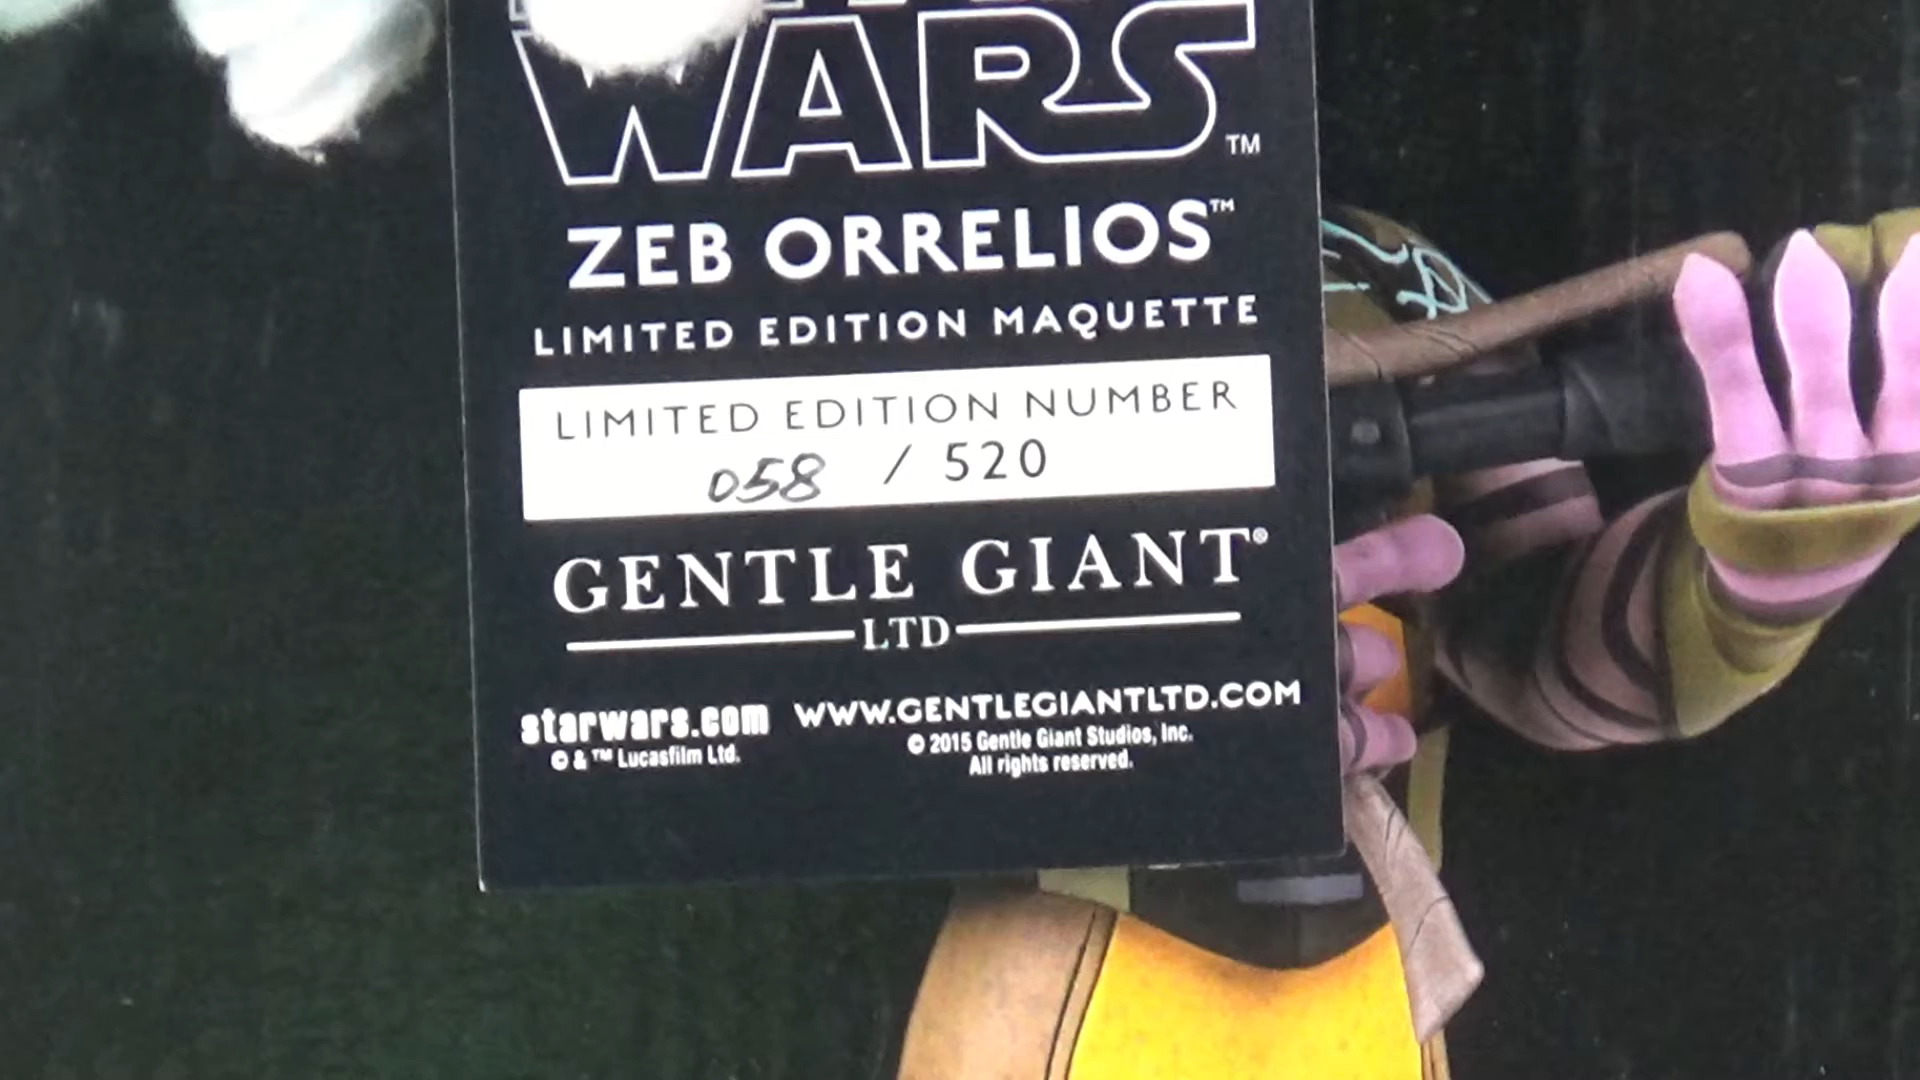 WARS™
ZEB ORRELIOS™
LIMITED EDITION MAQUETTE
LIMITED EDITION NUMBER
058 / 520
GENTLE GIANT®
LTD
starwars.com WWW.GENTLEGIANTLTD.COM
© & ™ Lucasfilm Ltd. © 2015 Gentle Giant Studios, Inc.
All rights reserved.